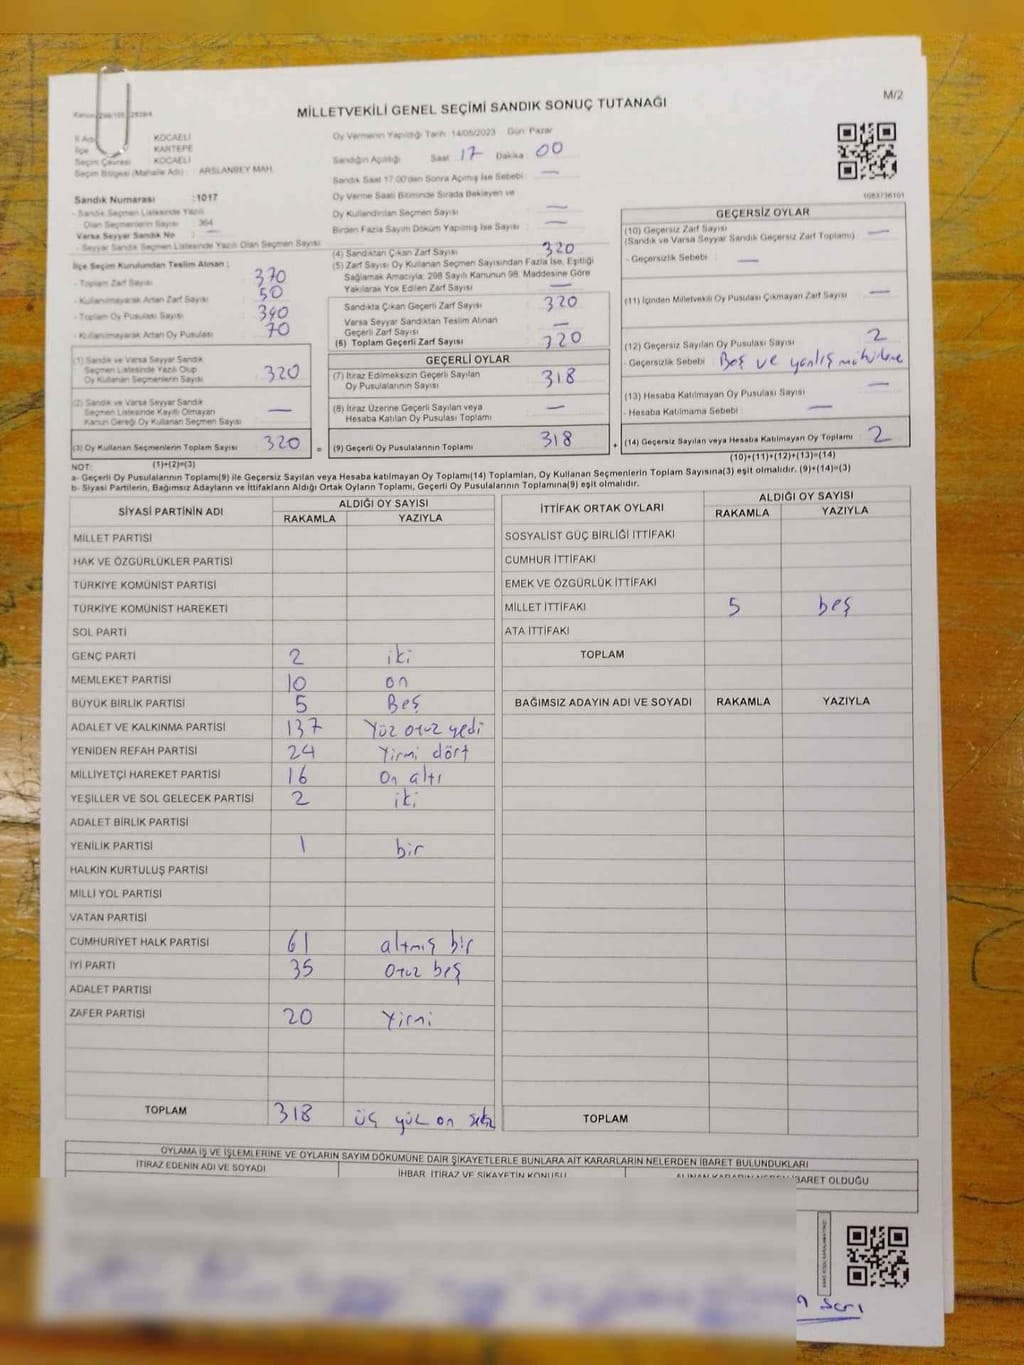 M/2
MİLLETVEKİLİ GENEL SEÇİMİ SANDIK SONUÇ TUTANAĞI
İl Adı KOCAELİ
İlçe KARTEPE
Seçim Çevresi KOCAELİ
Seçim Bölgesi (Mahalle Adı) : ARSLANBEY MAH.
Sandık Numarası :1017
- Sandık Seçmen Listesinde Yazılı
Olan Seçmenlerin Sayısı : 364
Varsa Seyyar Sandık No : —
- Seyyar Sandık Seçmen Listesinde Yazılı Olan Seçmen Sayısı:
İlçe Seçim Kurulundan Teslim Alınan ;
- Toplam Zarf Sayısı 370
- Kullanılmayarak Artan Zarf Sayısı 50
- Toplam Oy Pusulası Sayısı 390
- Kullanılmayarak Artan Oy Pusulası 70
(1) Sandık ve Varsa Seyyar Sandık
Seçmen Listesinde Yazılı Olup
Oy Kullanan Seçmenlerin Sayısı 320
(2) Sandık ve Varsa Seyyar Sandık
Seçmen Listesinde Kayıtlı Olmayan
Kanun Gereği Oy Kullanan Seçmen Sayısı —
(3) Oy Kullanan Seçmenlerin Toplam Sayısı 320 =
Oy Vermenin Yapıldığı Tarih :14/05/2023 Gün Pazar
Sandığın Açıldığı Saat 17 Dakika 00
Sandık Saat 17.00'den Sonra Açılmış İse Sebebi —
Oy Verme Saati Bitiminde Sırada Bekleyen ve
Oy Kullandırılan Seçmen Sayısı —
Birden Fazla Sayım Döküm Yapılmış İse Sayısı —
(4) Sandıktan Çıkan Zarf Sayısı 320
(5) Zarf Sayısı Oy Kullanan Seçmen Sayısından Fazla İse, Eşitliği
Sağlamak Amacıyla; 298 Sayılı Kanunun 98. Maddesine Göre
Yakılarak Yok Edilen Zarf Sayısı —
Sandıkta Çıkan Geçerli Zarf Sayısı 320
Varsa Seyyar Sandıktan Teslim Alınan
Geçerli Zarf Sayısı —
(6) Toplam Geçerli Zarf Sayısı 320
GEÇERLİ OYLAR
(7) İtiraz Edilmeksizin Geçerli Sayılan
Oy Pusulalarının Sayısı 318
(8) İtiraz Üzerine Geçerli Sayılan veya
Hesaba Katılan Oy Pusulası Toplamı —
(9) Geçerli Oy Pusulalarının Toplamı 318 +
1083736101
GEÇERSİZ OYLAR
(10) Geçersiz Zarf Sayısı —
(Sandık ve Varsa Seyyar Sandık Geçersiz Zarf Toplamı)
- Geçersizlik Sebebi : —
(11) İçinden Milletvekili Oy Pusulası Çıkmayan Zarf Sayısı —
(12) Geçersiz Sayılan Oy Pusulası Sayısı 2
- Geçersizlik Sebebi : Boş ve yanlış mühürleme
(13) Hesaba Katılmayan Oy Pusulası Sayısı —
- Hesaba Katılmama Sebebi : —
(14) Geçersiz Sayılan veya Hesaba Katılmayan Oy Toplamı 2
(1)+(2)=(3)
(10)+(11)+(12)+(13)=(14)
NOT:
a- Geçerli Oy Pusulalarının Toplamı(9) ile Geçersiz Sayılan veya Hesaba katılmayan Oy Toplamı(14) Toplamları, Oy Kullanan Seçmenlerin Toplam Sayısına(3) eşit olmalıdır. (9)+(14)=(3)
b- Siyasi Partilerin, Bağımsız Adayların ve İttifakların Aldığı Ortak Oyların Toplamı, Geçerli Oy Pusulalarının Toplamına(9) eşit olmalıdır.
SİYASİ PARTİNİN ADI ALDIĞI OY SAYISI
RAKAMLA YAZIYLA
MİLLET PARTİSİ
HAK VE ÖZGÜRLÜKLER PARTİSİ
TÜRKİYE KOMÜNİST PARTİSİ
TÜRKİYE KOMÜNİST HAREKETİ
SOL PARTİ
GENÇ PARTİ 2 iki
MEMLEKET PARTİSİ 10 on
BÜYÜK BİRLİK PARTİSİ 5 Beş
ADALET VE KALKINMA PARTİSİ 137 Yüz otuz yedi
YENİDEN REFAH PARTİSİ 24 Yirmi dört
MİLLİYETÇİ HAREKET PARTİSİ 16 On altı
YEŞİLLER VE SOL GELECEK PARTİSİ 2 iki
ADALET BİRLİK PARTİSİ
YENİLİK PARTİSİ 1 bir
HALKIN KURTULUŞ PARTİSİ
MİLLİ YOL PARTİSİ
VATAN PARTİSİ
CUMHURİYET HALK PARTİSİ 61 altmış bir
İYİ PARTİ 35 Otuz beş
ADALET PARTİSİ
ZAFER PARTİSİ 20 Yirmi
TOPLAM 318 üç yüz on sekiz
İTTİFAK ORTAK OYLARI ALDIĞI OY SAYISI
RAKAMLA YAZIYLA
SOSYALİST GÜÇ BİRLİĞİ İTTİFAKI
CUMHUR İTTİFAKI
EMEK VE ÖZGÜRLÜK İTTİFAKI
MİLLET İTTİFAKI 5 beş
ATA İTTİFAKI
TOPLAM
BAĞIMSIZ ADAYIN ADI VE SOYADI RAKAMLA YAZIYLA
TOPLAM
OYLAMA İŞ VE İŞLEMLERİNE VE OYLARIN SAYIM DÖKÜMÜNE DAİR ŞİKAYETLERLE BUNLARA AİT KARARLARIN NELERDEN İBARET BULUNDUKLARI
İTİRAZ EDENİN ADI VE SOYADI İHBAR, İTİRAZ VE ŞİKAYETİN KONUSU ALINAN KARARIN NEDEN İBARET OLDUĞU